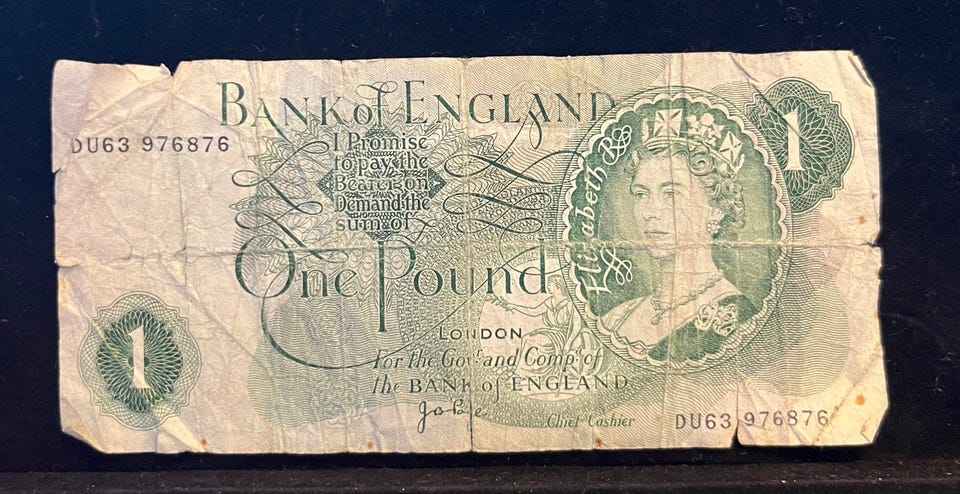 BANK of ENGLAND
1
DU63 976876
I Promise
to pay the
Bearer on
Demand the
sum of
One Pound
Elizabeth R
LONDON
For the Govr. and Compa. of
the BANK of ENGLAND
Chief Cashier
DU63 976876
1